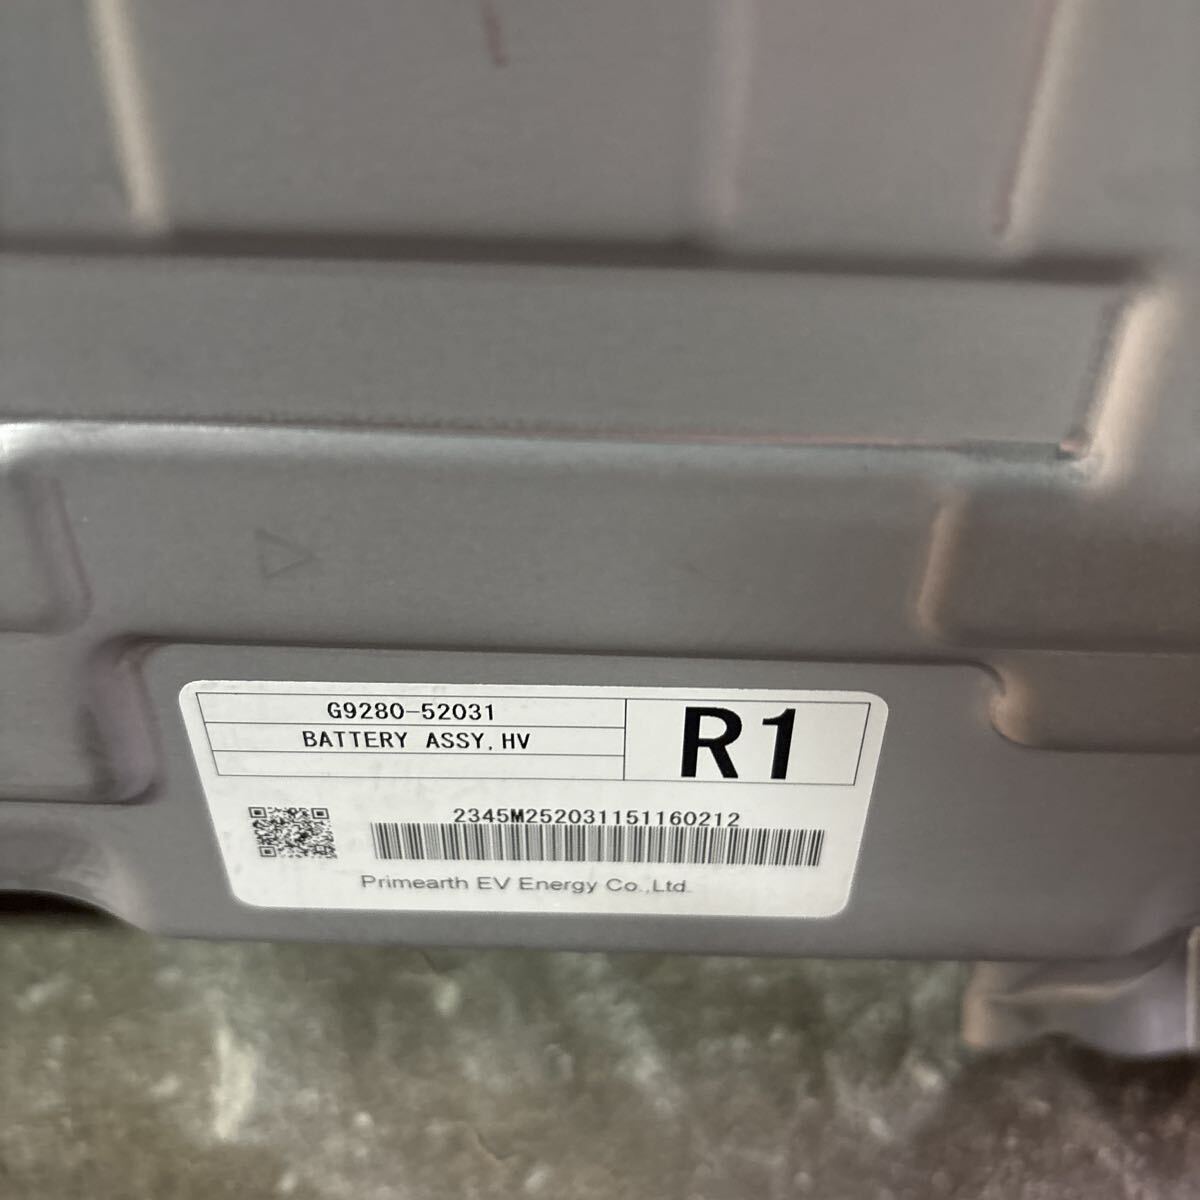 G9280-52031
BATTERY ASSY,HV
R1
2345M252031151160212
Primearth EV Energy Co.,Ltd.